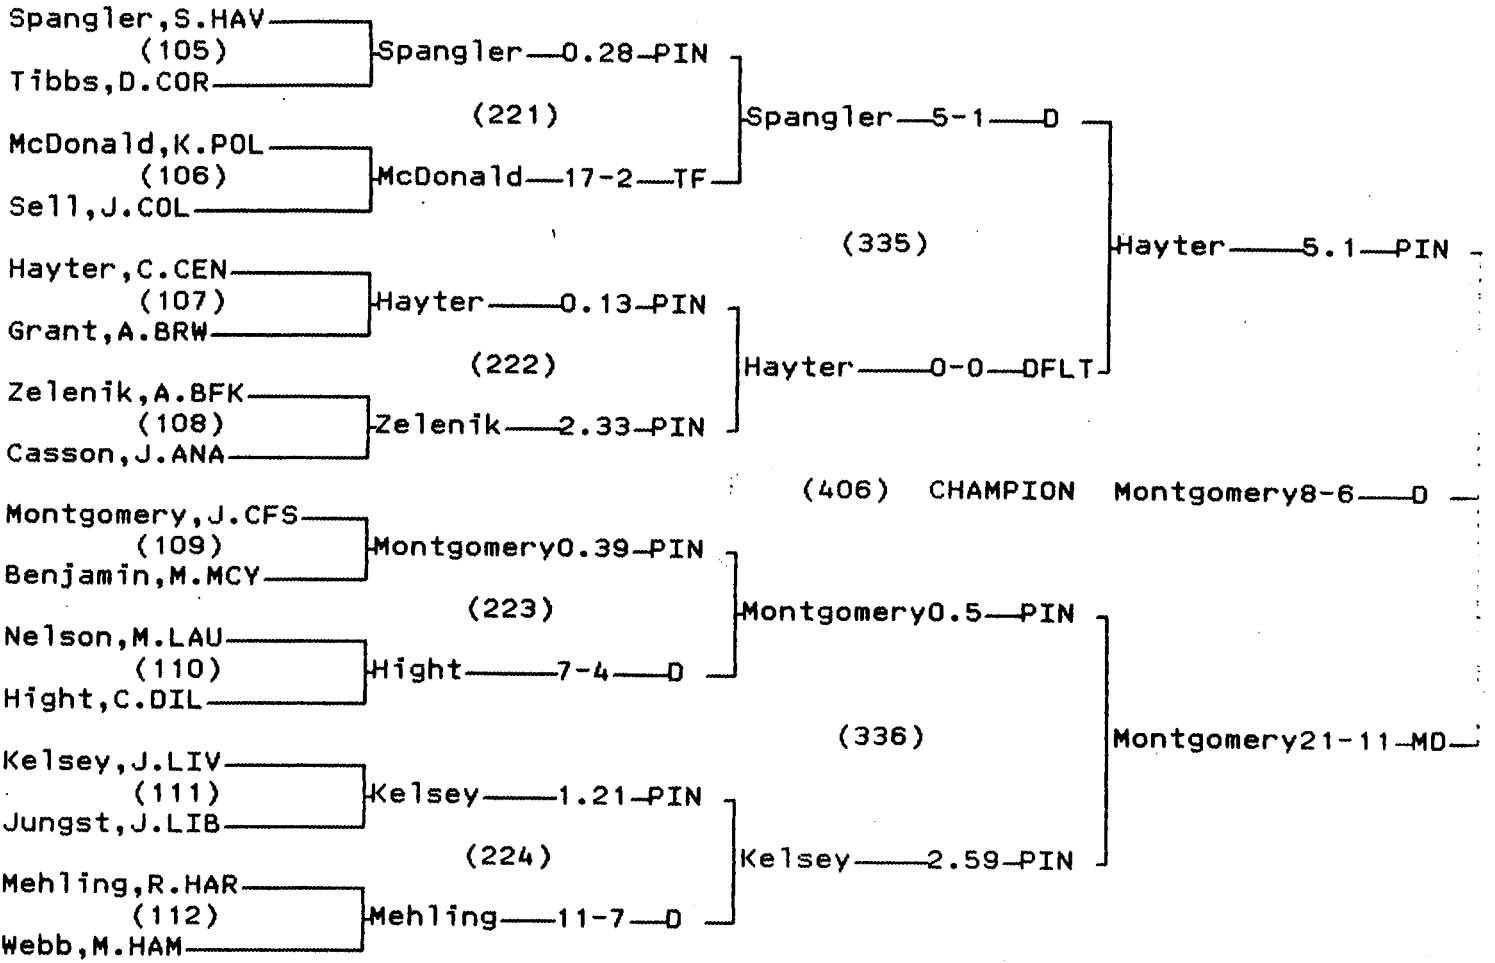 Spangler,S.HAV
(105) Spangler 0.28 PIN
Tibbs,D.COR
(221) Spangler 5-1 D
McDonald,K.POL
(106) McDonald 17-2 TF
Sell,J.COL
(335) Hayter 5.1 PIN
Hayter,C.CEN
(107) Hayter 0.13 PIN
Grant,A.BRW
(222) Hayter 0-0 DFLT
Zelenik,A.BFK
(108) Zelenik 2.33 PIN
Casson,J.ANA
(406) CHAMPION Montgomery8-6 D
Montgomery,J.CFS
(109) Montgomery0.39 PIN
Benjamin,M.MCY
(223) Montgomery0.5 PIN
Nelson,M.LAU
(110) Hight 7-4 D
Hight,C.DIL
(336) Montgomery21-11 MD
Kelsey,J.LIV
(111) Kelsey 1.21 PIN
Jungst,J.LIB
(224) Kelsey 2.59 PIN
Mehling,R.HAR
(112) Mehling 11-7 D
Webb,M.HAM